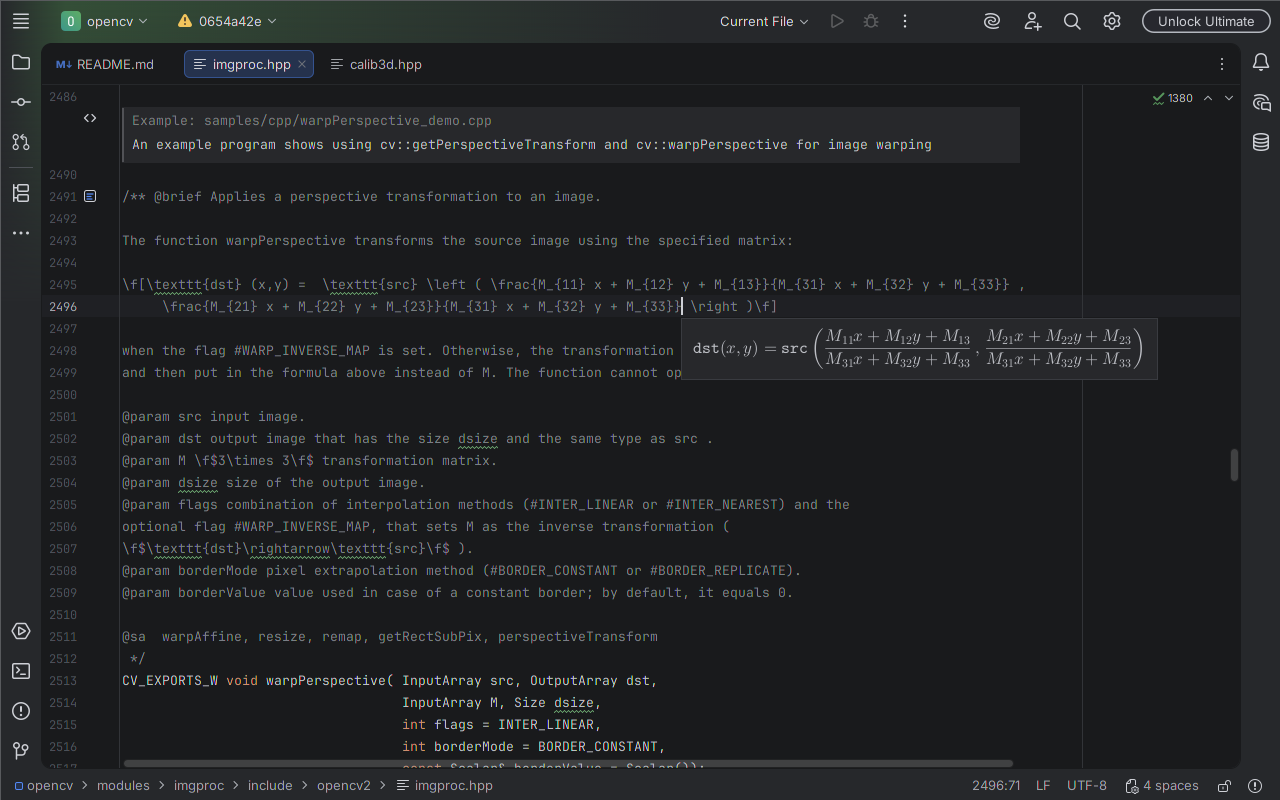 opencv
0654a42e
Current File
Unlock Ultimate
README.md
imgproc.hpp
calib3d.hpp
1380
2486
Example: samples/cpp/warpPerspective_demo.cpp
An example program shows using cv::getPerspectiveTransform and cv::warpPerspective for image warping
2490
2491 /** @brief Applies a perspective transformation to an image.
2492
2493 The function warpPerspective transforms the source image using the specified matrix:
2494
2495 \f[\texttt{dst} (x,y) =  \texttt{src} \left ( \frac{M_{11} x + M_{12} y + M_{13}}{M_{31} x + M_{32} y + M_{33}} ,
2496      \frac{M_{21} x + M_{22} y + M_{23}}{M_{31} x + M_{32} y + M_{33}} \right )\f]
2497
dst(x, y) = src ( M11x + M12y + M13 / M31x + M32y + M33 , M21x + M22y + M23 / M31x + M32y + M33 )
2498 when the flag #WARP_INVERSE_MAP is set. Otherwise, the transformation
2499 and then put in the formula above instead of M. The function cannot op
2500
2501 @param src input image.
2502 @param dst output image that has the size dsize and the same type as src .
2503 @param M \f$3\times 3\f$ transformation matrix.
2504 @param dsize size of the output image.
2505 @param flags combination of interpolation methods (#INTER_LINEAR or #INTER_NEAREST) and the
2506 optional flag #WARP_INVERSE_MAP, that sets M as the inverse transformation (
2507 \f$\texttt{dst}\rightarrow\texttt{src}\f$ ).
2508 @param borderMode pixel extrapolation method (#BORDER_CONSTANT or #BORDER_REPLICATE).
2509 @param borderValue value used in case of a constant border; by default, it equals 0.
2510
2511 @sa  warpAffine, resize, remap, getRectSubPix, perspectiveTransform
2512  */
2513 CV_EXPORTS_W void warpPerspective( InputArray src, OutputArray dst,
2514                                    InputArray M, Size dsize,
2515                                    int flags = INTER_LINEAR,
2516                                    int borderMode = BORDER_CONSTANT,
2517                                    const Scalar& borderValue = Scalar());
opencv > modules > imgproc > include > opencv2 > imgproc.hpp
2496:71 LF UTF-8 4 spaces